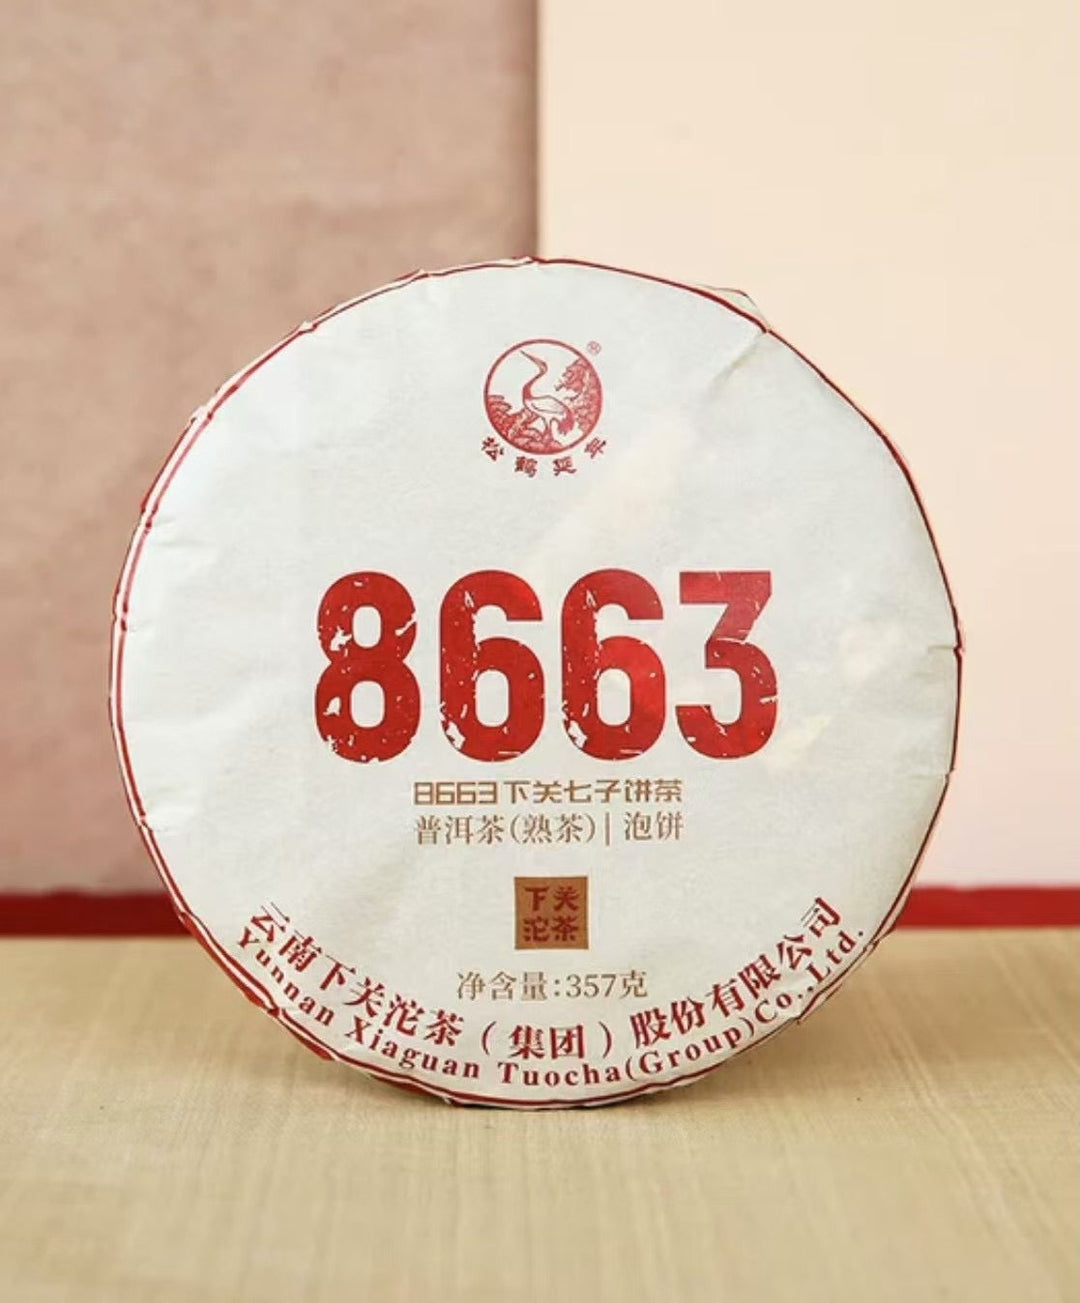 松鹤延年
8663
8663下关七子饼茶
普洱茶(熟茶)| 泡饼
下关
沱茶
净含量:357克
云南下关沱茶（集团）股份有限公司
Yunnan Xiaguan Tuocha(Group)Co.,Ltd.